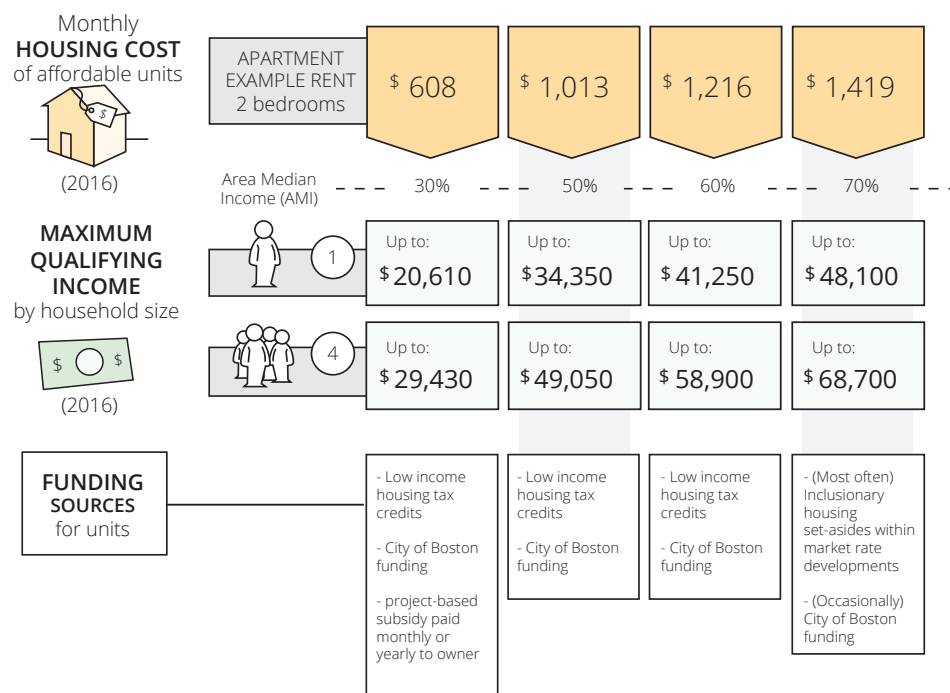 Monthly
HOUSING COST
of affordable units
$
(2016)
APARTMENT
EXAMPLE RENT
2 bedrooms
$ 608
$ 1,013
$ 1,216
$ 1,419
Area Median
Income (AMI)
30%
50%
60%
70%
MAXIMUM
QUALIFYING
INCOME
by household size
$ $
(2016)
1
Up to:
$ 20,610
Up to:
$ 34,350
Up to:
$ 41,250
Up to:
$ 48,100
4
Up to:
$ 29,430
Up to:
$ 49,050
Up to:
$ 58,900
Up to:
$ 68,700
FUNDING
SOURCES
for units
- Low income
housing tax
credits
- City of Boston
funding
- project-based
subsidy paid
monthly or
yearly to owner
- Low income
housing tax
credits
- City of Boston
funding
- Low income
housing tax
credits
- City of Boston
funding
- (Most often)
Inclusionary
housing
set-asides within
market rate
developments
- (Occasionally)
City of Boston
funding